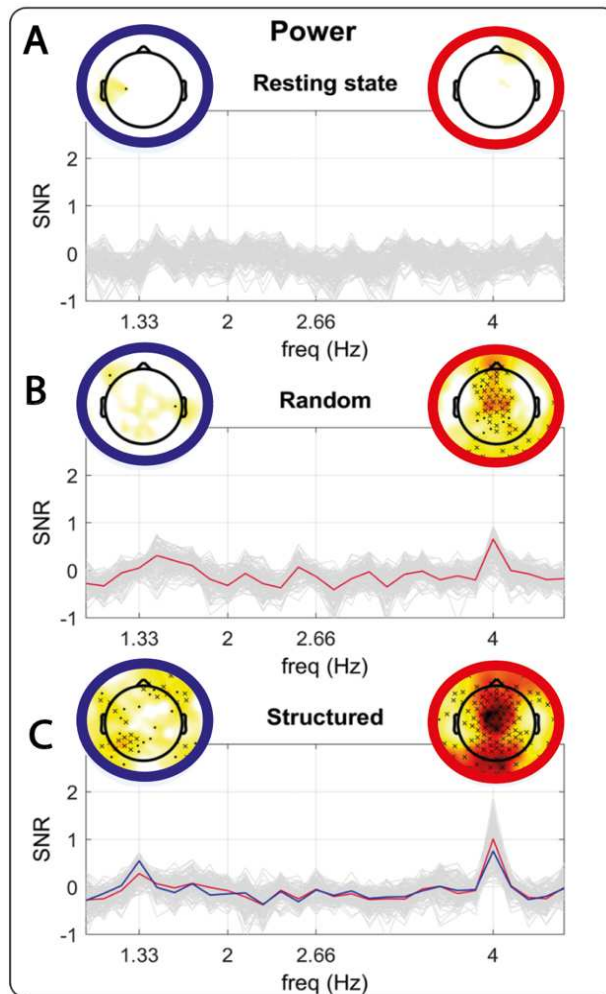 A
Power
Resting state
SNR
2
1
0
-1
1.33 2 2.66 4
freq (Hz)
B
Random
SNR
2
1
0
-1
1.33 2 2.66 4
freq (Hz)
C
Structured
SNR
2
1
0
-1
1.33 2 2.66 4
freq (Hz)